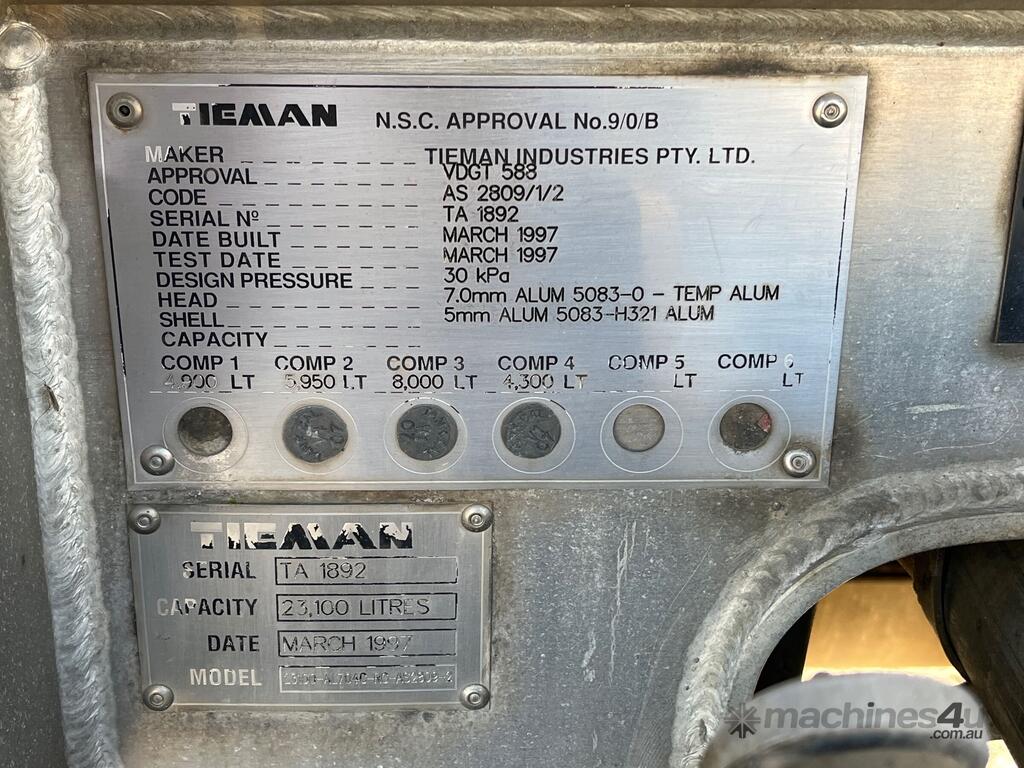 TIEMAN N.S.C. APPROVAL No.9/0/B
MAKER TIEMAN INDUSTRIES PTY. LTD.
APPROVAL VDGT 588
CODE AS 2809/1/2
SERIAL Nº TA 1892
DATE BUILT MARCH 1997
TEST DATE MARCH 1997
DESIGN PRESSURE 30 kPa
HEAD 7.0mm ALUM 5083-0 - TEMP ALUM
SHELL 5mm ALUM 5083-H321 ALUM
CAPACITY
COMP 1 COMP 2 COMP 3 COMP 4 COMP 5 COMP 6
4,900 LT 5,950 LT 8,000 LT 4,300 LT LT LT
TIEMAN
SERIAL TA 1892
CAPACITY 23,100 LITRES
DATE MARCH 1997
MODEL
machines4u
.com.au